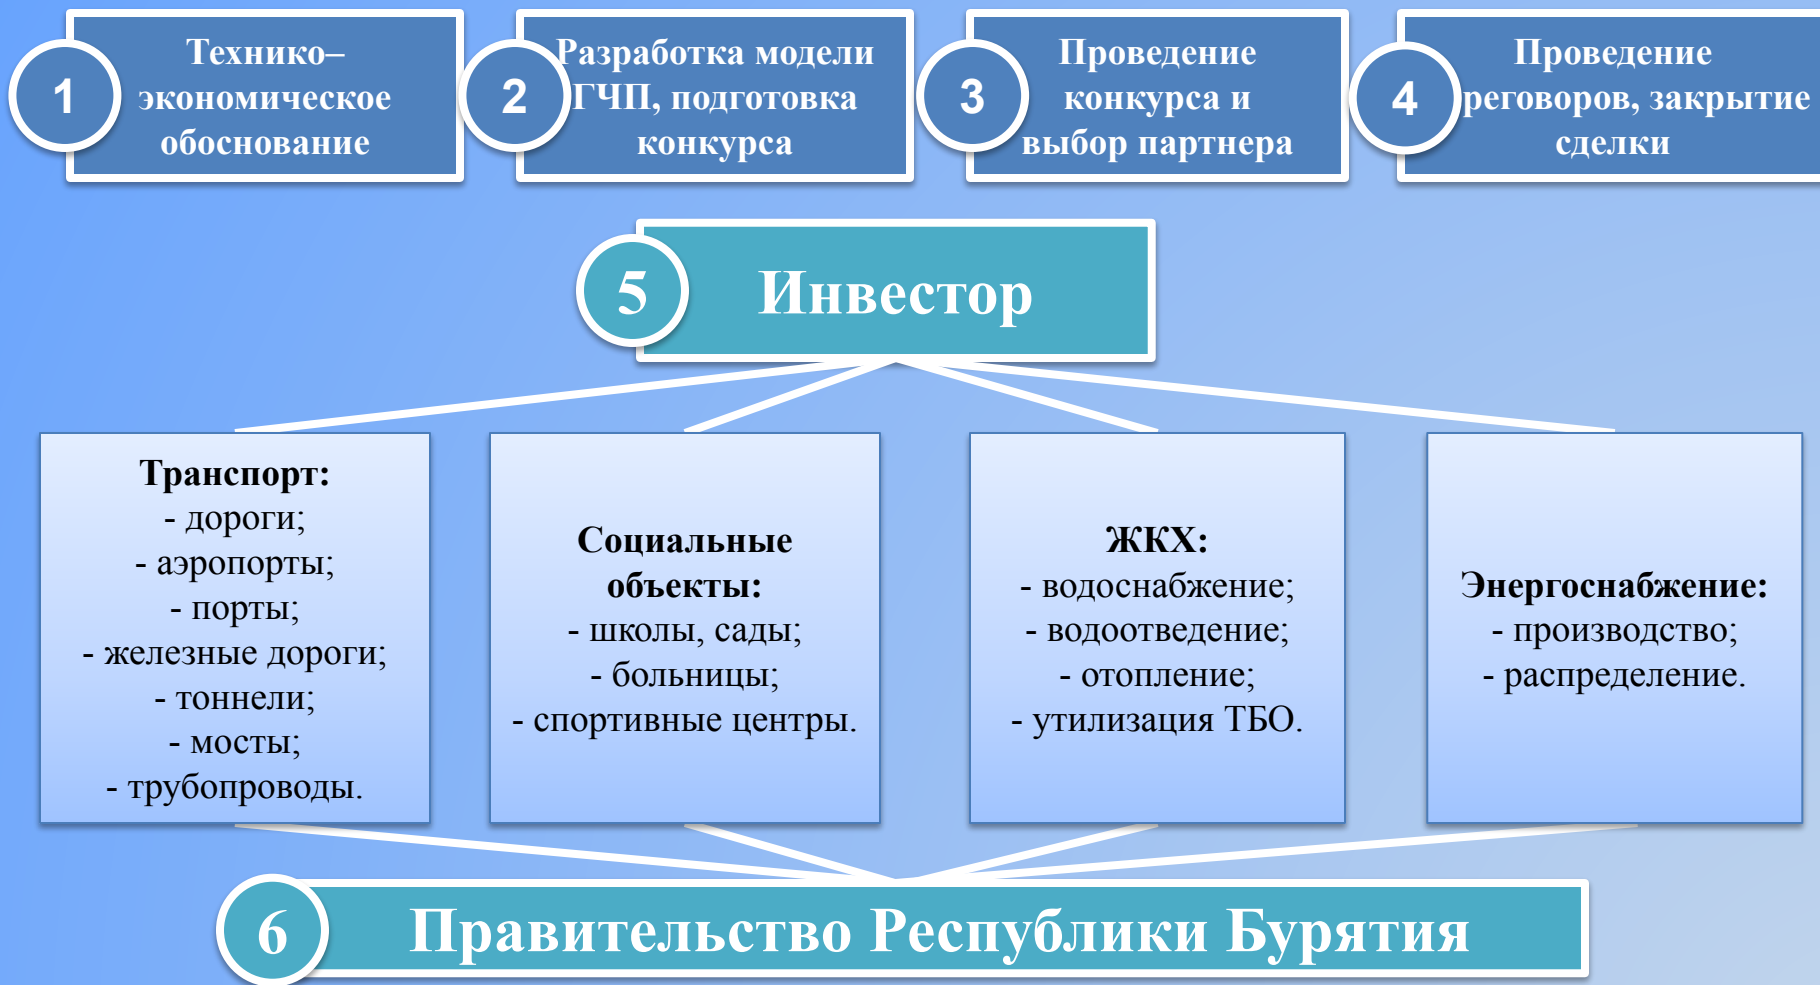 1
Технико–
экономическое
обоснование
2
Разработка модели
ГЧП, подготовка
конкурса
3
Проведение
конкурса и
выбор партнера
4
Проведение
реговоров, закрытие
сделки
5
Инвестор
Транспорт:
- дороги;
- аэропорты;
- порты;
- железные дороги;
- тоннели;
- мосты;
- трубопроводы.
Социальные
объекты:
- школы, сады;
- больницы;
- спортивные центры.
ЖКХ:
- водоснабжение;
- водоотведение;
- отопление;
- утилизация ТБО.
Энергоснабжение:
- производство;
- распределение.
6
Правительство Республики Бурятия